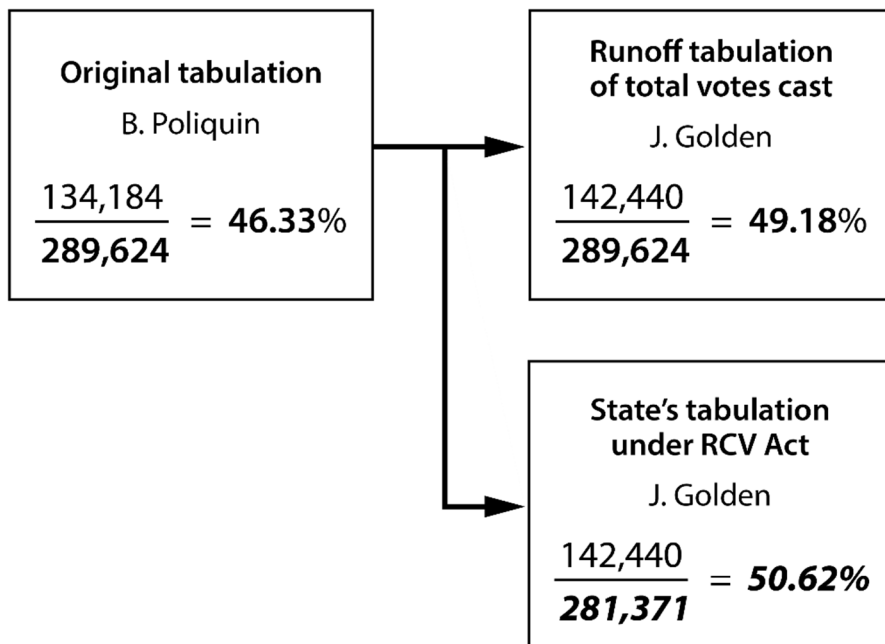 Original tabulation
B. Poliquin
134,184
289,624
= 46.33%
Runoff tabulation
of total votes cast
J. Golden
142,440
289,624
= 49.18%
State’s tabulation
under RCV Act
J. Golden
142,440
281,371
= 50.62%